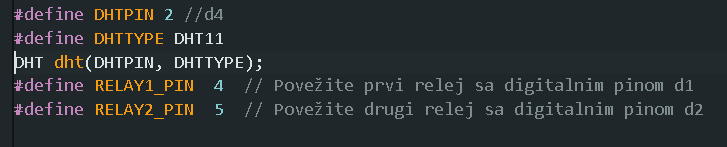 #define DHTPIN 2 //d4
#define DHTTYPE DHT11
DHT dht(DHTPIN, DHTTYPE);
#define RELAY1_PIN  4  // Povežite prvi relej sa digitalnim pinom d1
#define RELAY2_PIN  5  // Povežite drugi relej sa digitalnim pinom d2